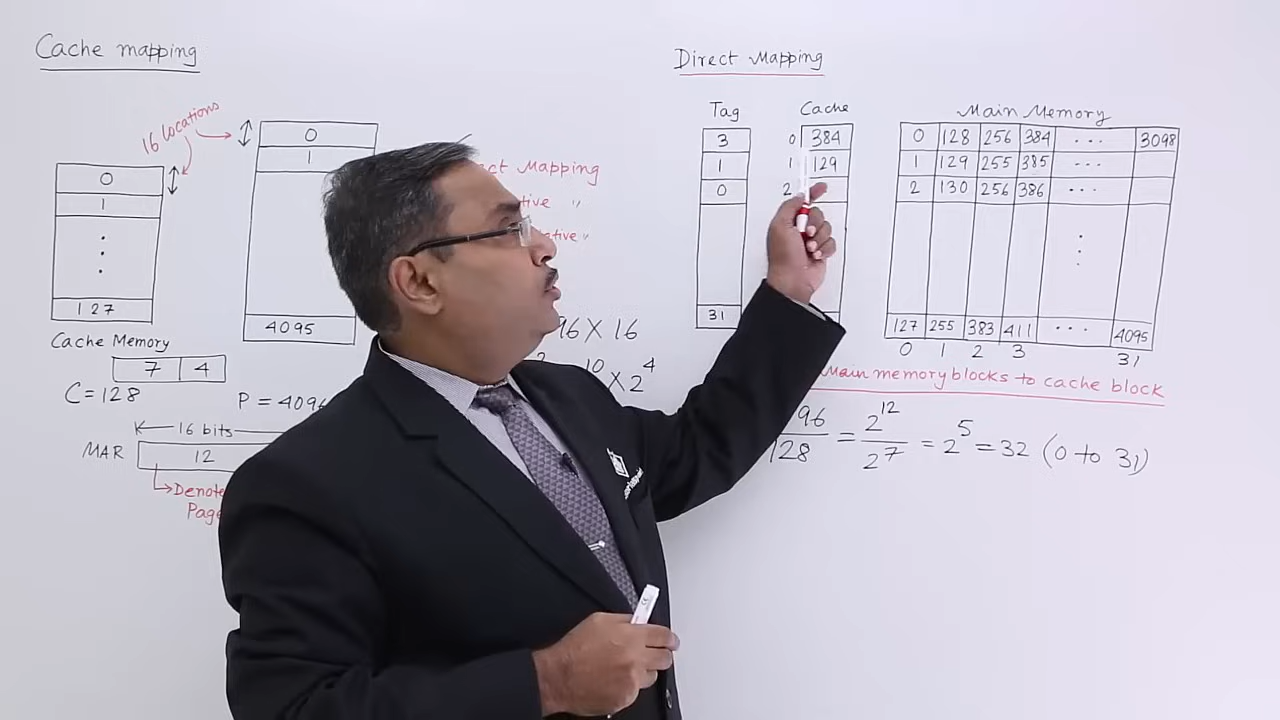 Cache mapping
16 locations
0
1
127
Cache Memory
7 4
C = 128
0
1
4095
P = 4096
16 bits
MAR 12
Denote
Page
Mapping
96 × 16
10 × 2^4
Direct Mapping
Tag
3
1
0
31
Cache
0 384
1 129
2
Main Memory
0 128 256 384 ... 3098
1 129 255 385 ...
2 130 256 386 ...
127 255 383 411 ... 4095
0 1 2 3 31
Main memory blocks to cache block
96/128 = 2^12/2^7 = 2^5 = 32 (0 to 31)